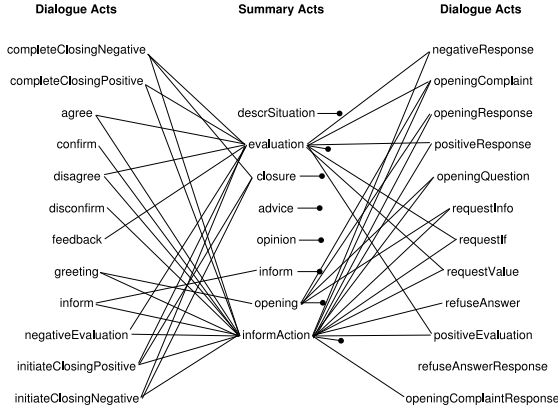 Dialogue Acts Summary Acts Dialogue Acts
completeClosingNegative negativeResponse
completeClosingPositive openingComplaint
agree descrSituation openingResponse
confirm evaluation positiveResponse
disagree closure openingQuestion
disconfirm advice requestInfo
feedback opinion requestIf
greeting inform requestValue
inform opening refuseAnswer
negativeEvaluation informAction positiveEvaluation
initiateClosingPositive refuseAnswerResponse
initiateClosingNegative openingComplaintResponse